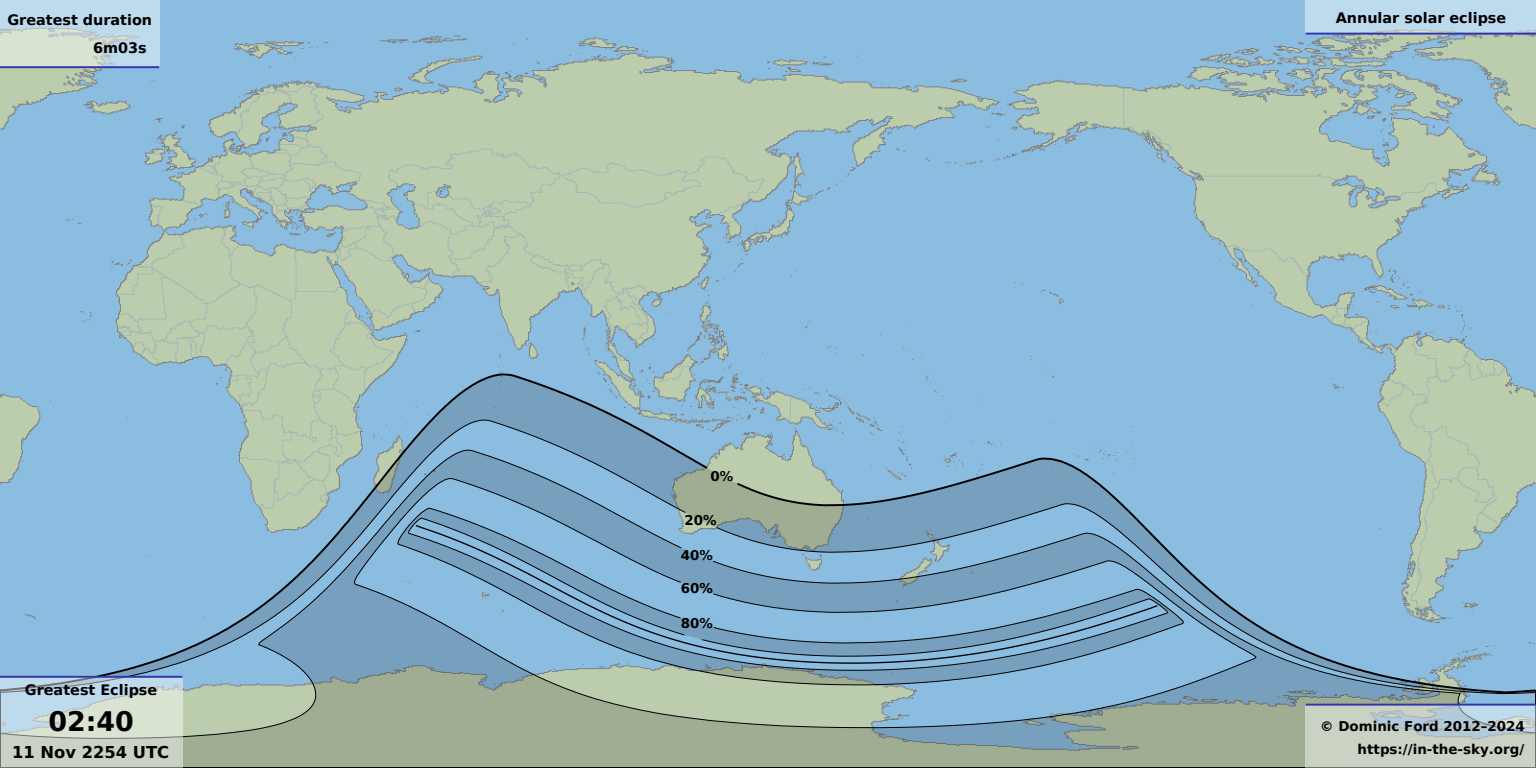 Greatest duration
6m03s
Annular solar eclipse
0%
20%
40%
60%
80%
Greatest Eclipse
02:40
11 Nov 2254 UTC
© Dominic Ford 2012–2024
https://in-the-sky.org/